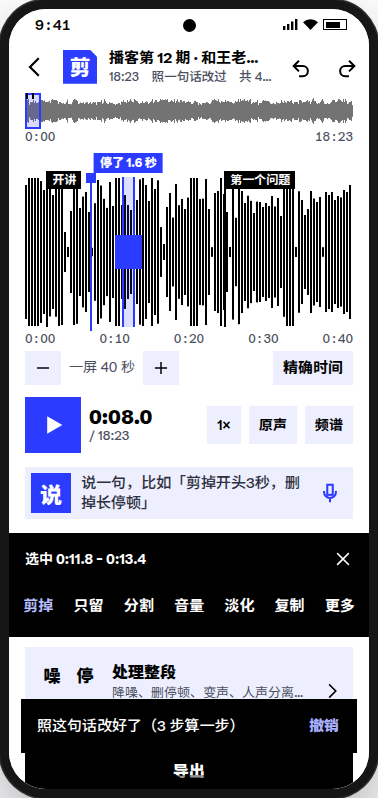 9:41
剪
播客第 12 期 · 和王老...
18:23 照一句话改过 共 4...
0:00
18:23
停了 1.6 秒
开讲
第一个问题
0:00 0:10 0:20 0:30 0:40
一屏 40 秒
精确时间
0:08.0
/ 18:23
1×
原声
频谱
说
说一句，比如「剪掉开头3秒，删
掉长停顿」
选中 0:11.8 – 0:13.4
剪掉 只留 分割 音量 淡化 复制 更多
噪 停
处理整段
降噪、删停顿、变声、人声分离...
照这句话改好了（3 步算一步）
撤销
导出